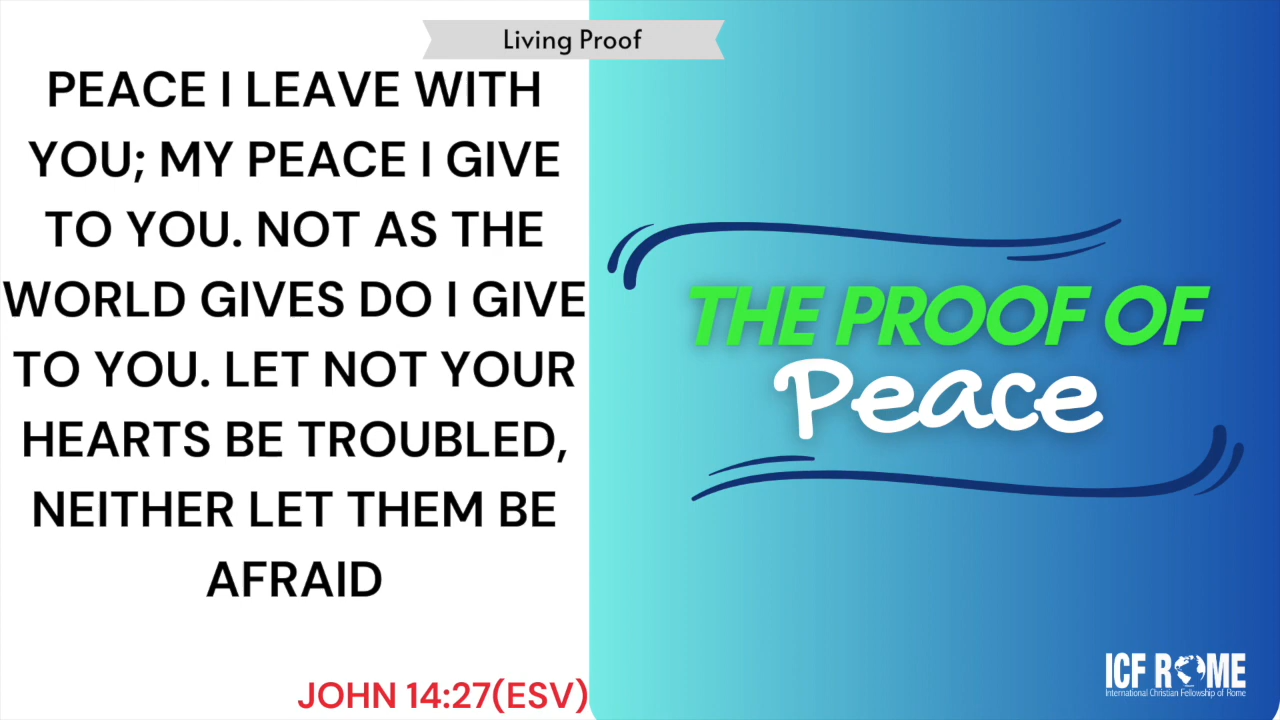 Living Proof
PEACE I LEAVE WITH
YOU; MY PEACE I GIVE
TO YOU. NOT AS THE
WORLD GIVES DO I GIVE
TO YOU. LET NOT YOUR
HEARTS BE TROUBLED,
NEITHER LET THEM BE
AFRAID
JOHN 14:27(ESV)
THE PROOF OF
Peace
ICF ROME
International Christian Fellowship of Rome